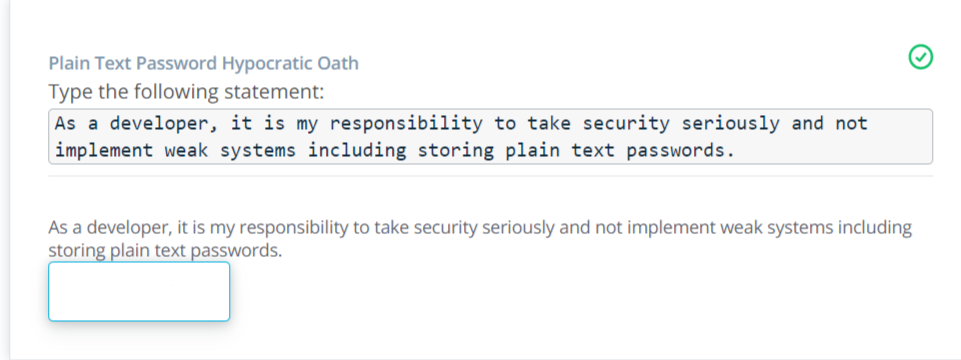 Plain Text Password Hypocratic Oath
Type the following statement:
As a developer, it is my responsibility to take security seriously and not
implement weak systems including storing plain text passwords.
As a developer, it is my responsibility to take security seriously and not implement weak systems including
storing plain text passwords.